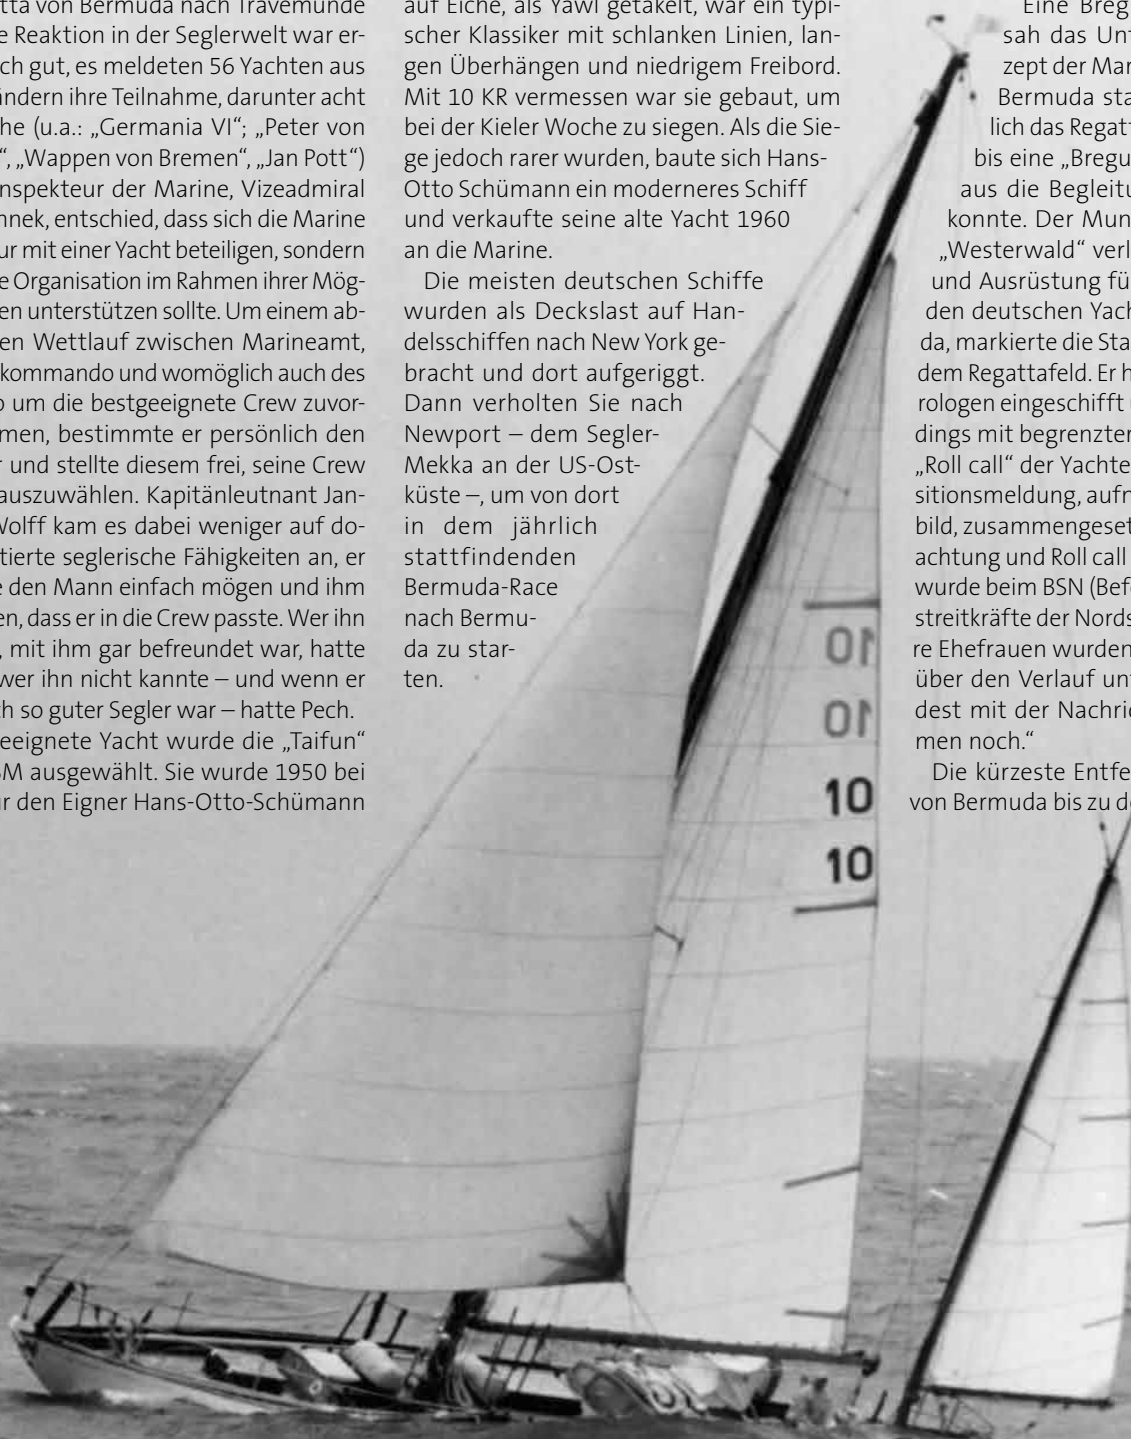 tta von Bermuda nach Travemünde
e Reaktion in der Seglerwelt war er-
ch gut, es meldeten 56 Yachten aus
ändern ihre Teilnahme, darunter acht
he (u.a.: „Germania VI“; „Peter von
“, „Wappen von Bremen“, „Jan Pott“)
nspekteur der Marine, Vizeadmiral
nnek, entschied, dass sich die Marine
ur mit einer Yacht beteiligen, sondern
e Organisation im Rahmen ihrer Mög-
en unterstützen sollte. Um einem ab-
en Wettlauf zwischen Marineamt,
kommando und womöglich auch des
o um die bestgeeignete Crew zuvor-
men, bestimmte er persönlich den
r und stellte diesem frei, seine Crew
auszuwählen. Kapitänleutnant Jan-
Wolff kam es dabei weniger auf do-
tierte seglerische Fähigkeiten an, er
e den Mann einfach mögen und ihm
en, dass er in die Crew passte. Wer ihn
, mit ihm gar befreundet war, hatte
wer ihn nicht kannte – und wenn er
ch so guter Segler war – hatte Pech.
eeignete Yacht wurde die „Taifun“
SM ausgewählt. Sie wurde 1950 bei
ür den Eigner Hans-Otto-Schümann
auf Eiche, als Yawl getakelt, war ein typi-
scher Klassiker mit schlanken Linien, lan-
gen Überhängen und niedrigem Freibord.
Mit 10 KR vermessen war sie gebaut, um
bei der Kieler Woche zu siegen. Als die Sie-
ge jedoch rarer wurden, baute sich Hans-
Otto Schümann ein moderneres Schiff
und verkaufte seine alte Yacht 1960
an die Marine.
Die meisten deutschen Schiffe
wurden als Deckslast auf Han-
delsschiffen nach New York ge-
bracht und dort aufgeriggt.
Dann verholten Sie nach
Newport – dem Segler-
Mekka an der US-Ost-
küste –, um von dort
in dem jährlich
stattfindenden
Bermuda-Race
nach Bermu-
da zu star-
ten.
Eine Breg
sah das Unt
zept der Mar
Bermuda sta
lich das Regatt
bis eine „Bregu
aus die Begleitu
konnte. Der Mun
„Westerwald“ verl
und Ausrüstung fü
den deutschen Yach
da, markierte die Sta
dem Regattafeld. Er h
rologen eingeschifft
dings mit begrenzter
„Roll call“ der Yachte
sitionsmeldung, aufn
bild, zusammengeset
achtung und Roll call
wurde beim BSN (Befe
streitkräfte der Nords
re Ehefrauen wurden
über den Verlauf unt
dest mit der Nachric
men noch.“
Die kürzeste Entfe
von Bermuda bis zu de
10
10
10
10